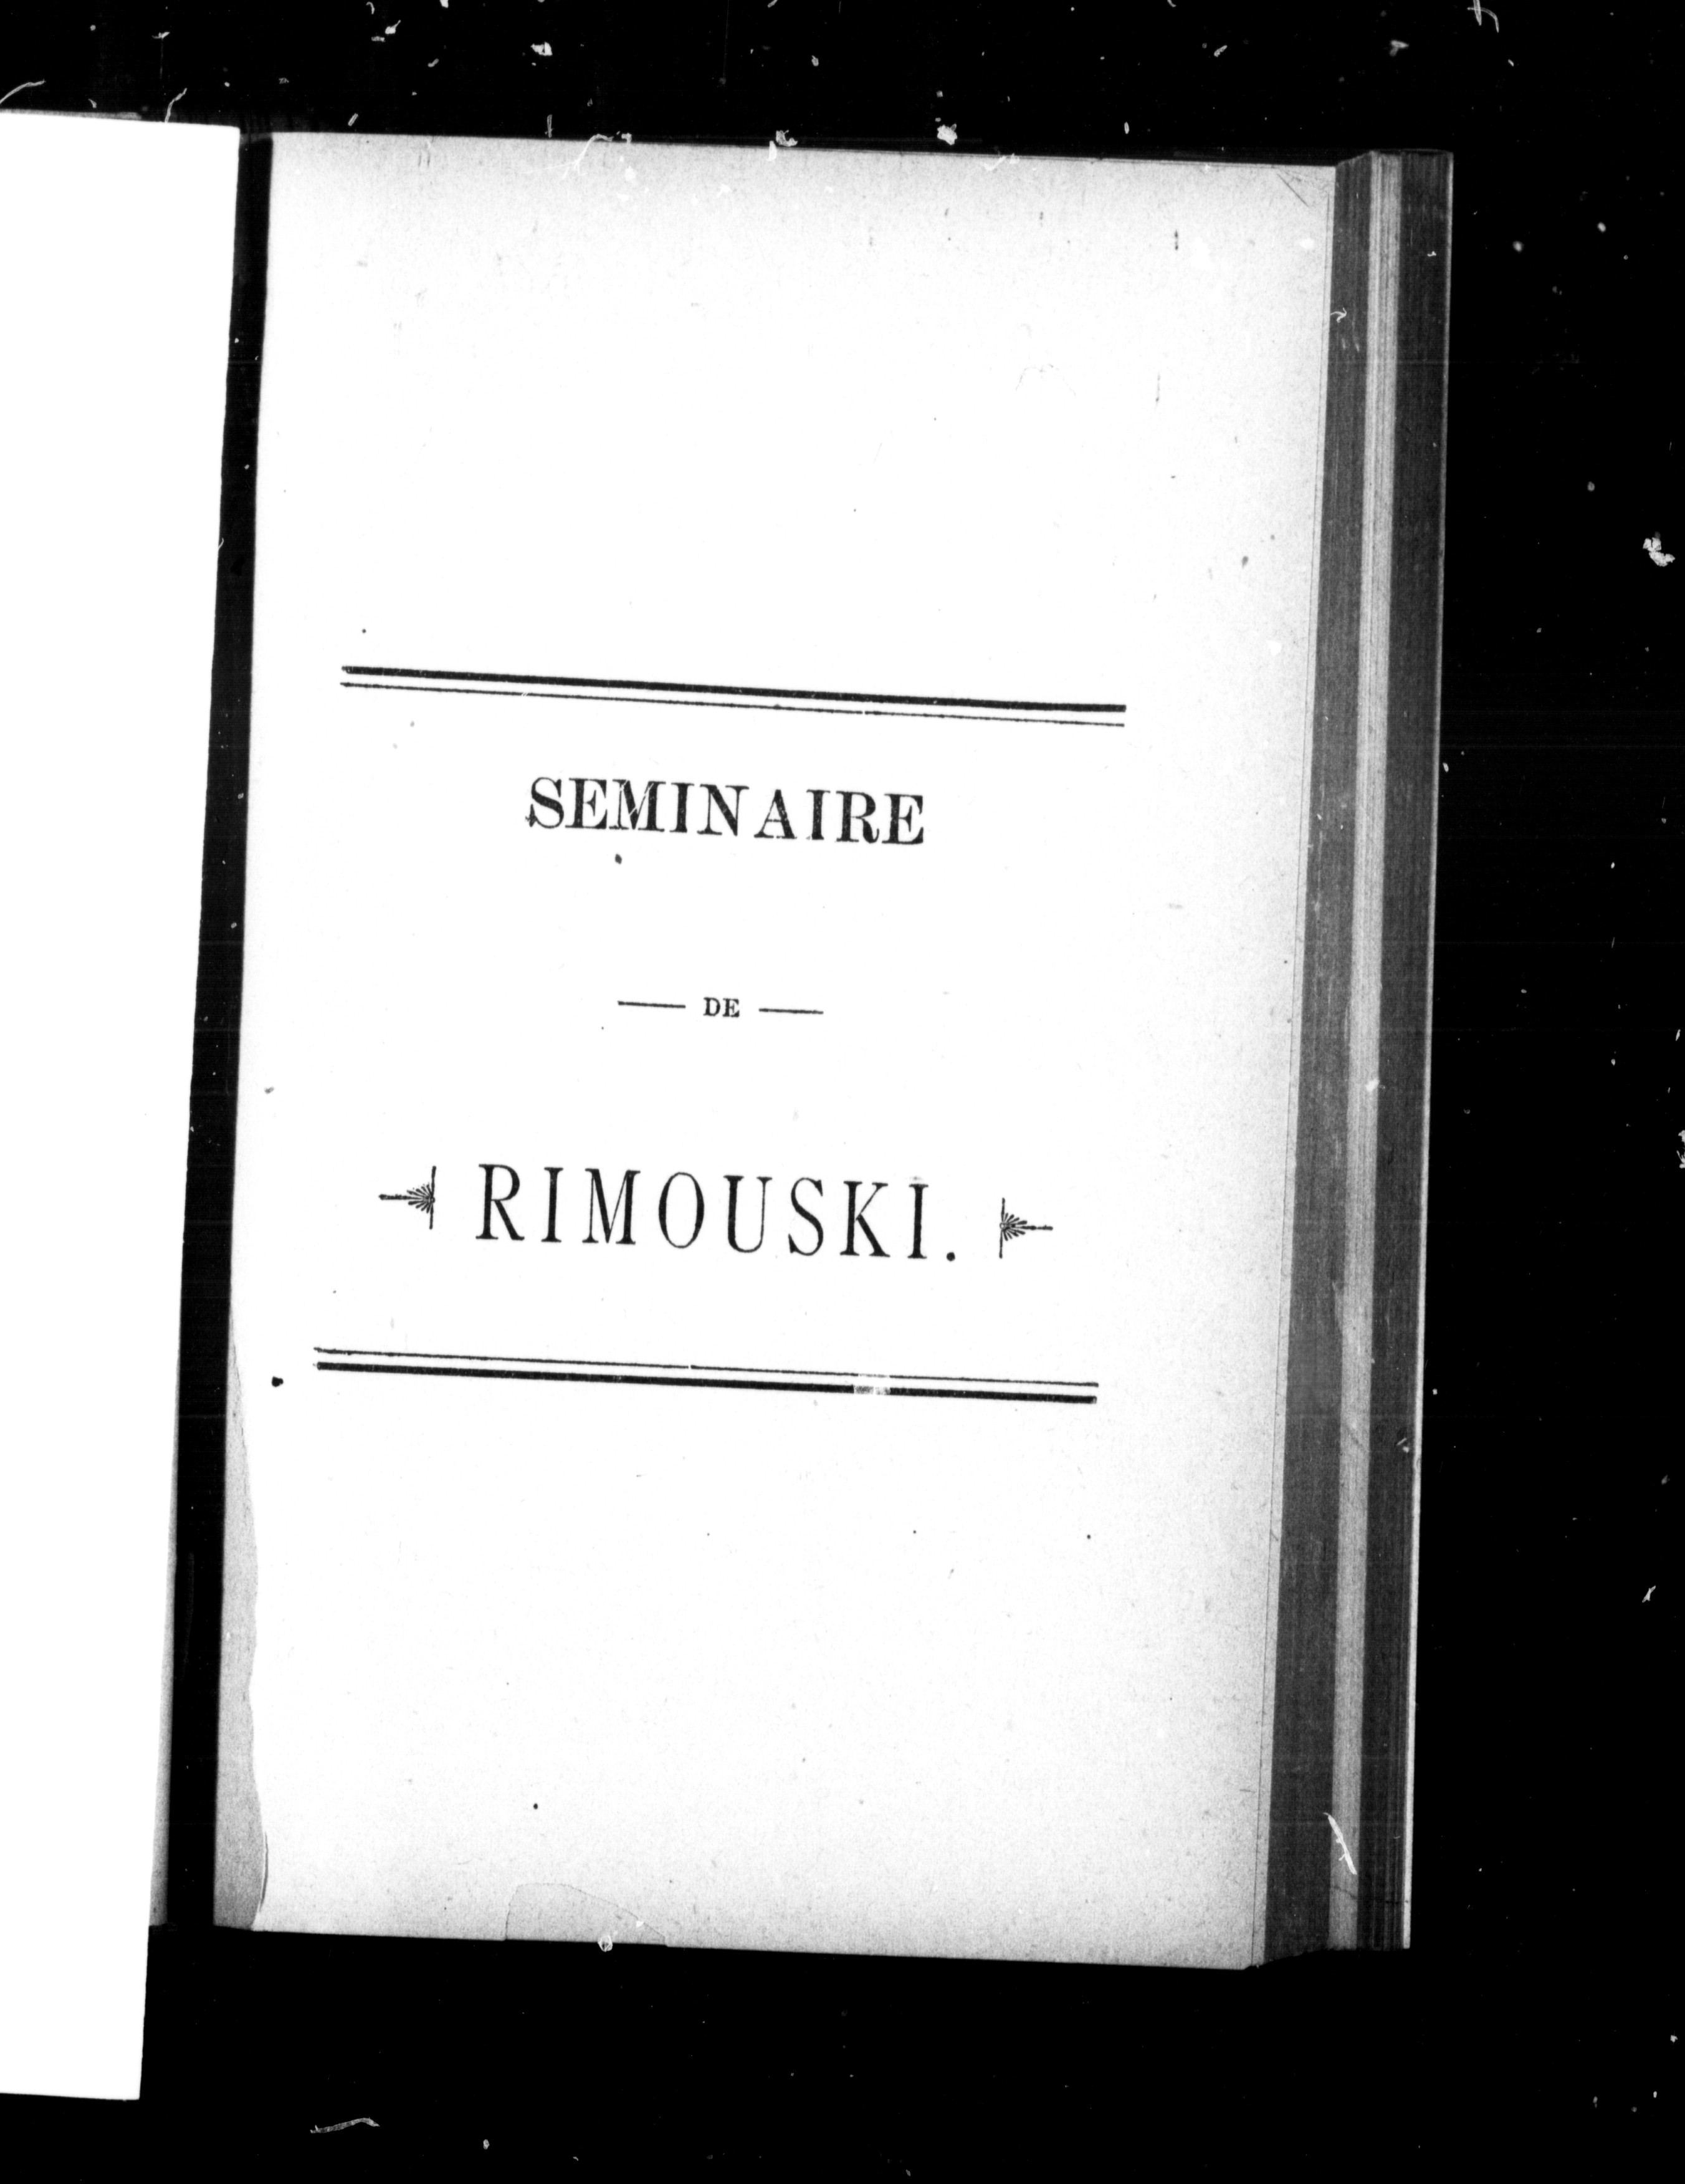 SEMINAIRE
— DE —
RIMOUSKI.